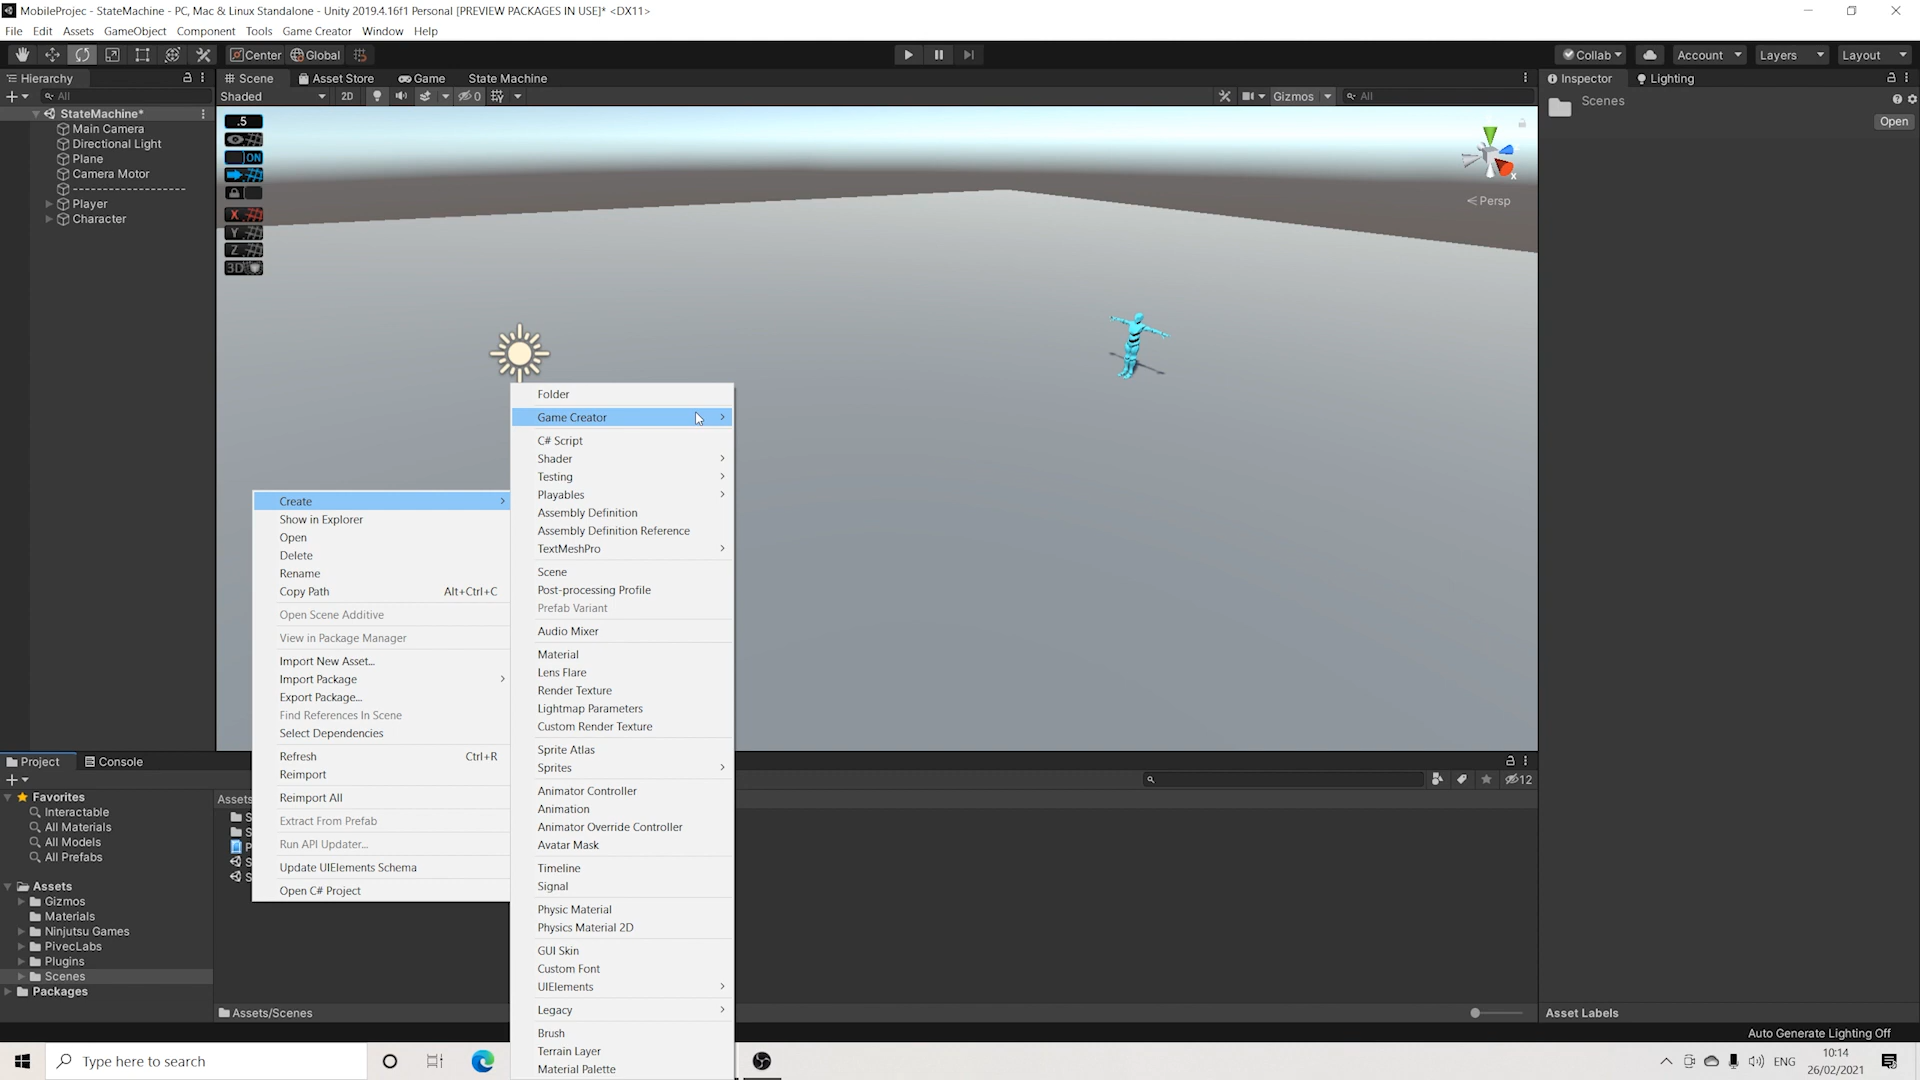 MobileProjec - StateMachine - PC, Mac & Linux Standalone - Unity 2019.4.16f1 Personal [PREVIEW PACKAGES IN USE]* <DX11>
File Edit Assets GameObject Component Tools Game Creator Window Help
Center Global Collab Account Layers Layout
Hierarchy Scene Asset Store Game State Machine Inspector Lighting
All Shaded 2D 0 Gizmos All Scenes
Open
StateMachine*
Main Camera
Directional Light
Plane
Camera Motor
-------------------
Player
Character
.5
ON
X
Y
Z
3D
x
Persp
Create
Show in Explorer
Open
Delete
Rename
Copy Path Alt+Ctrl+C
Open Scene Additive
View in Package Manager
Import New Asset...
Import Package
Export Package...
Find References In Scene
Select Dependencies
Refresh Ctrl+R
Reimport
Reimport All
Extract From Prefab
Run API Updater...
Update UIElements Schema
Open C# Project
Folder
Game Creator
C# Script
Shader
Testing
Playables
Assembly Definition
Assembly Definition Reference
TextMeshPro
Scene
Post-processing Profile
Prefab Variant
Audio Mixer
Material
Lens Flare
Render Texture
Lightmap Parameters
Custom Render Texture
Sprite Atlas
Sprites
Animator Controller
Animation
Animator Override Controller
Avatar Mask
Timeline
Signal
Physic Material
Physics Material 2D
GUI Skin
Custom Font
UIElements
Legacy
Brush
Terrain Layer
Material Palette
Project Console
12
Favorites
Interactable
All Materials
All Models
All Prefabs
Assets
Gizmos
Materials
Ninjutsu Games
PivecLabs
Plugins
Scenes
Packages
Assets
S
S
P
S
S
Assets/Scenes
Asset Labels
Auto Generate Lighting Off
Type here to search
ENG
10:14
26/02/2021